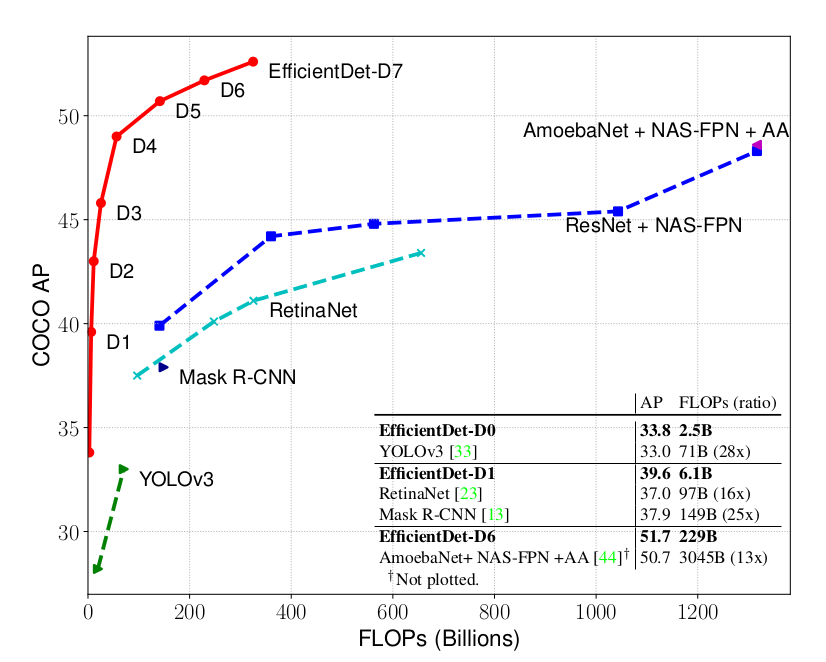 EfficientDet-D7
D6
D5
D4
D3
D2
D1
AmoebaNet + NAS-FPN + AA
ResNet + NAS-FPN
RetinaNet
Mask R-CNN
YOLOv3
COCO AP
50
45
40
35
30
AP FLOPs (ratio)
EfficientDet-D0 33.8 2.5B
YOLOv3 [33] 33.0 71B (28x)
EfficientDet-D1 39.6 6.1B
RetinaNet [23] 37.0 97B (16x)
Mask R-CNN [13] 37.9 149B (25x)
EfficientDet-D6 51.7 229B
AmoebaNet+ NAS-FPN +AA [44]† 50.7 3045B (13x)
†Not plotted.
0 200 400 600 800 1000 1200
FLOPs (Billions)